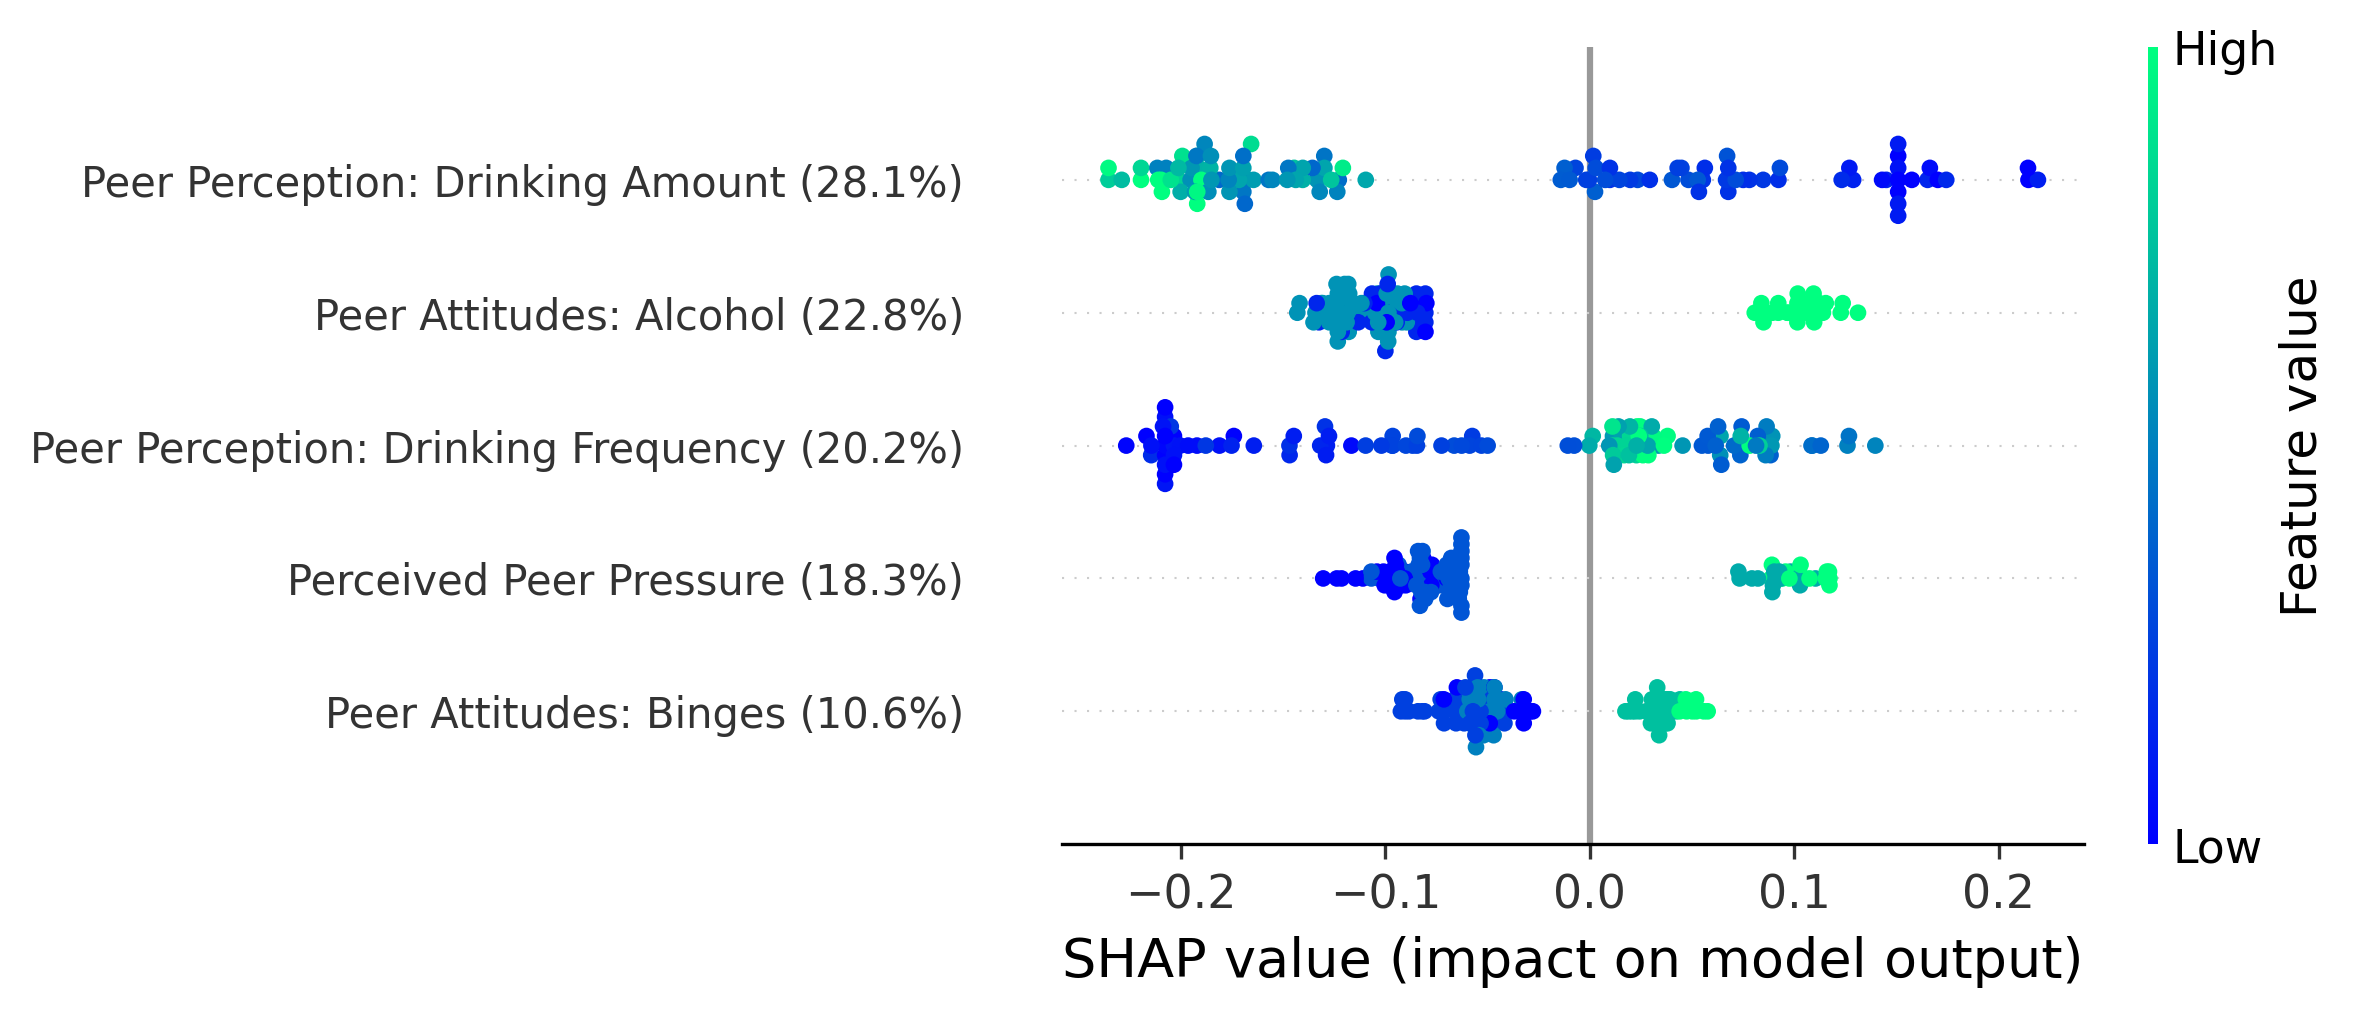 High
Peer Perception: Drinking Amount (28.1%)
Peer Attitudes: Alcohol (22.8%)
Peer Perception: Drinking Frequency (20.2%)
Perceived Peer Pressure (18.3%)
Peer Attitudes: Binges (10.6%)
Feature value
Low
−0.2 −0.1 0.0 0.1 0.2
SHAP value (impact on model output)